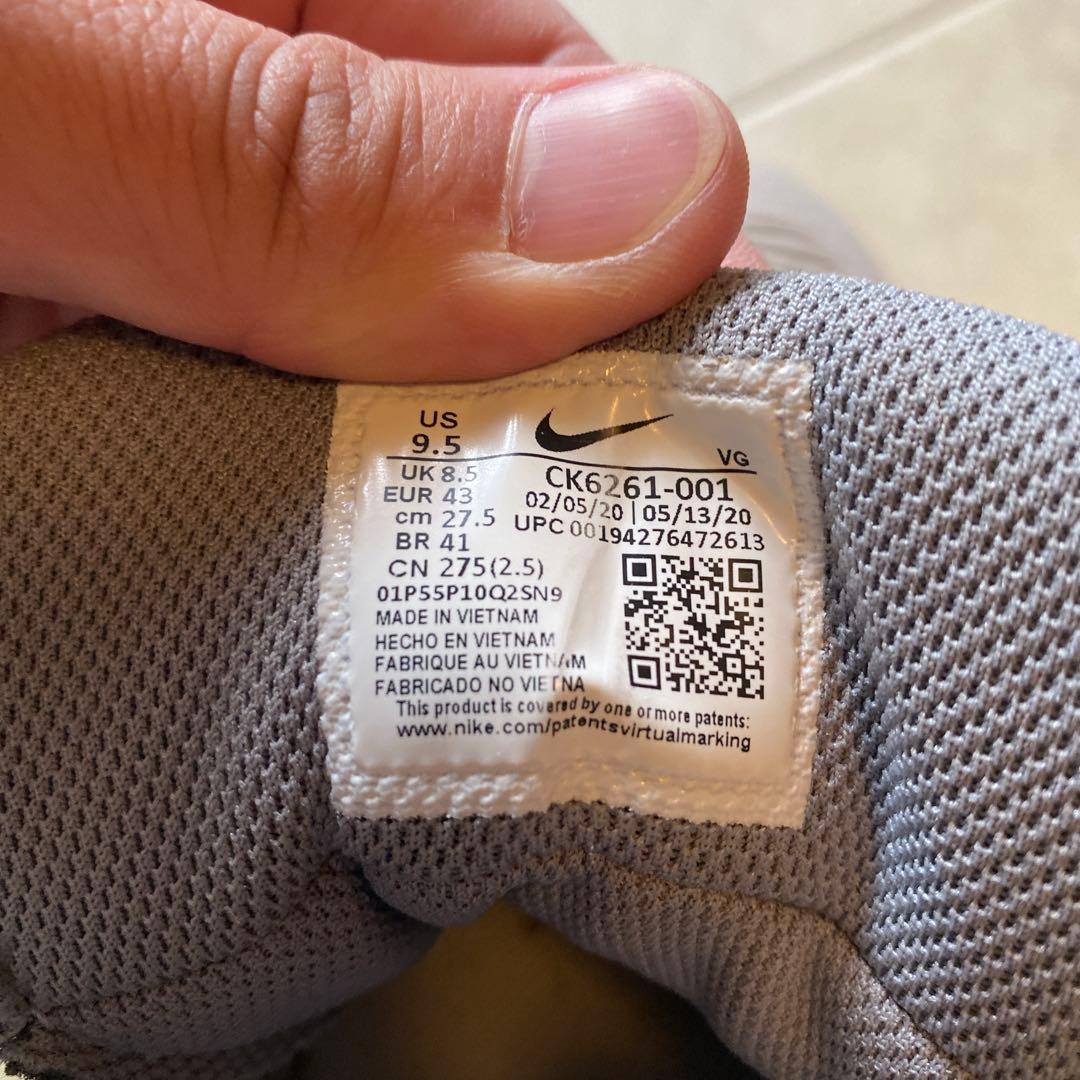 US
9.5
VG
UK 8.5
EUR 43
cm 27.5
BR 41
CN 275(2.5)
CK6261-001
02/05/20 | 05/13/20
UPC 00194276472613
01P55P10Q2SN9
MADE IN VIETNAM
HECHO EN VIETNAM
FABRIQUE AU VIETNAM
FABRICADO NO VIETNA
This product is covered by one or more patents:
www.nike.com/patentsvirtualmarking